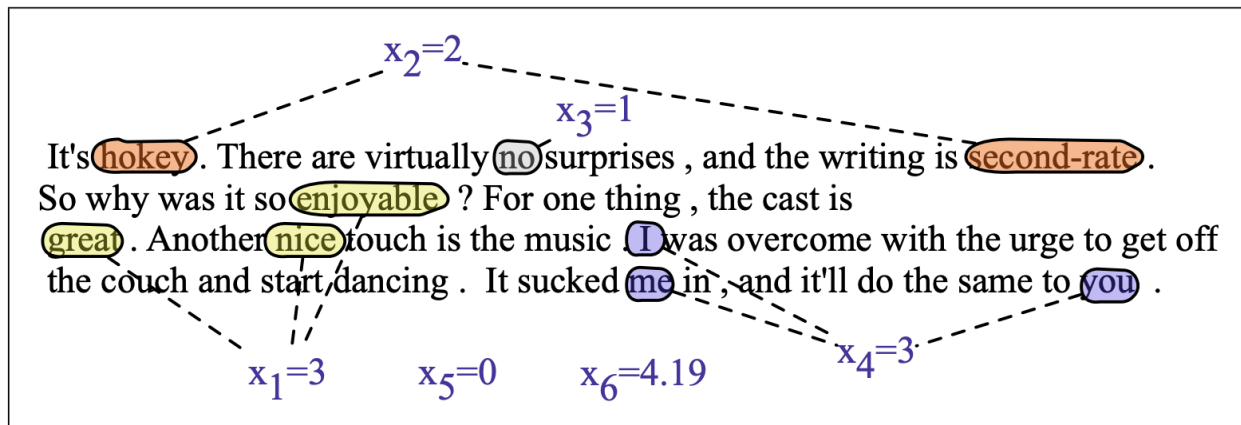 x2=2
x3=1
It's hokey . There are virtually no surprises , and the writing is second-rate .
So why was it so enjoyable ? For one thing , the cast is
great . Another nice touch is the music . I was overcome with the urge to get off
the couch and start dancing . It sucked me in , and it'll do the same to you .
x4=3
x1=3 x5=0 x6=4.19